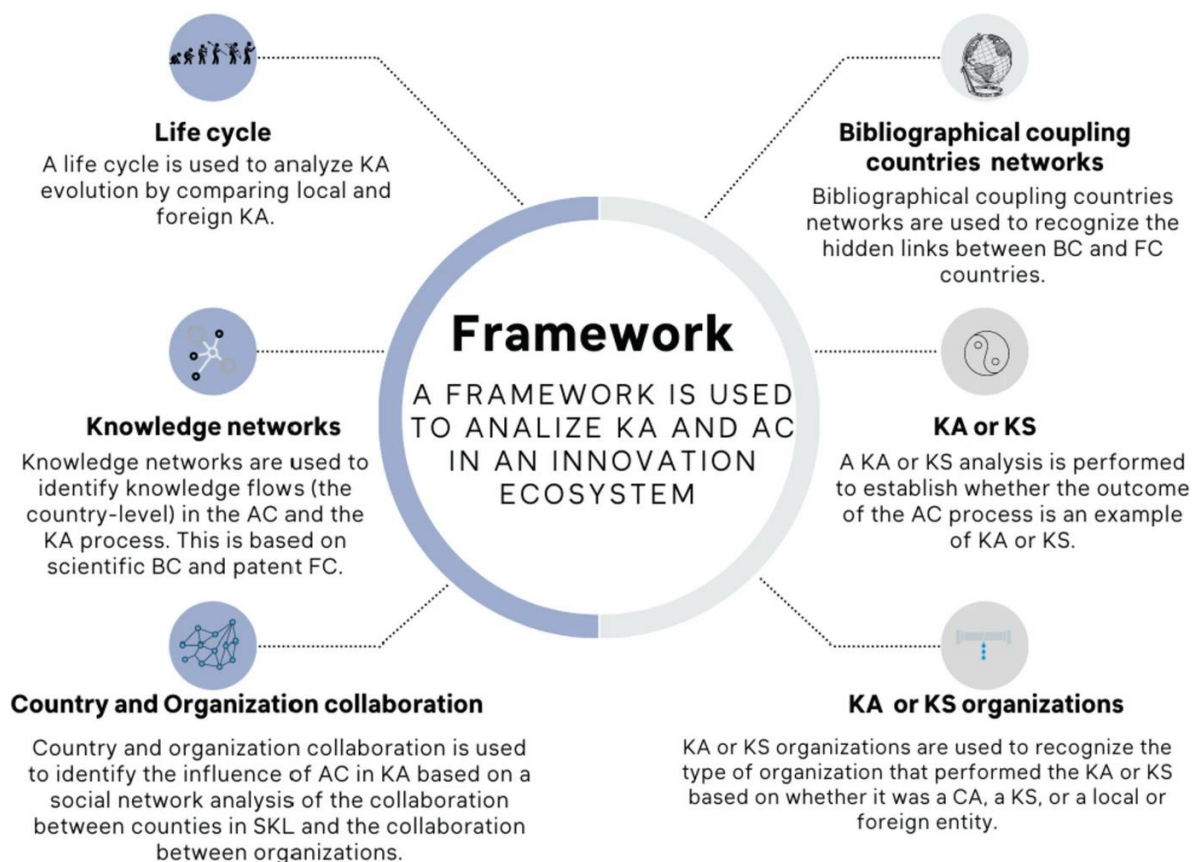 Life cycle
A life cycle is used to analyze KA
evolution by comparing local and
foreign KA.
Knowledge networks
Knowledge networks are used to
identify knowledge flows (the
country-level) in the AC and the
KA process. This is based on
scientific BC and patent FC.
Country and Organization collaboration
Country and organization collaboration is used
to identify the influence of AC in KA based on a
social network analysis of the collaboration
between counties in SKL and the collaboration
between organizations.
Framework
A FRAMEWORK IS USED
TO ANALIZE KA AND AC
IN AN INNOVATION
ECOSYSTEM
Bibliographical coupling
countries networks
Bibliographical coupling countries
networks are used to recognize the
hidden links between BC and FC
countries.
KA or KS
A KA or KS analysis is performed
to establish whether the outcome
of the AC process is an example
of KA or KS.
KA or KS organizations
KA or KS organizations are used to recognize the
type of organization that performed the KA or KS
based on whether it was a CA, a KS, or a local or
foreign entity.